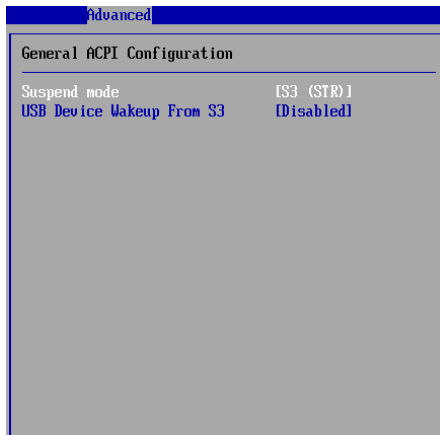 Advanced
General ACPI Configuration
Suspend mode [S3 (STR)]
USB Device Wakeup From S3 [Disabled]